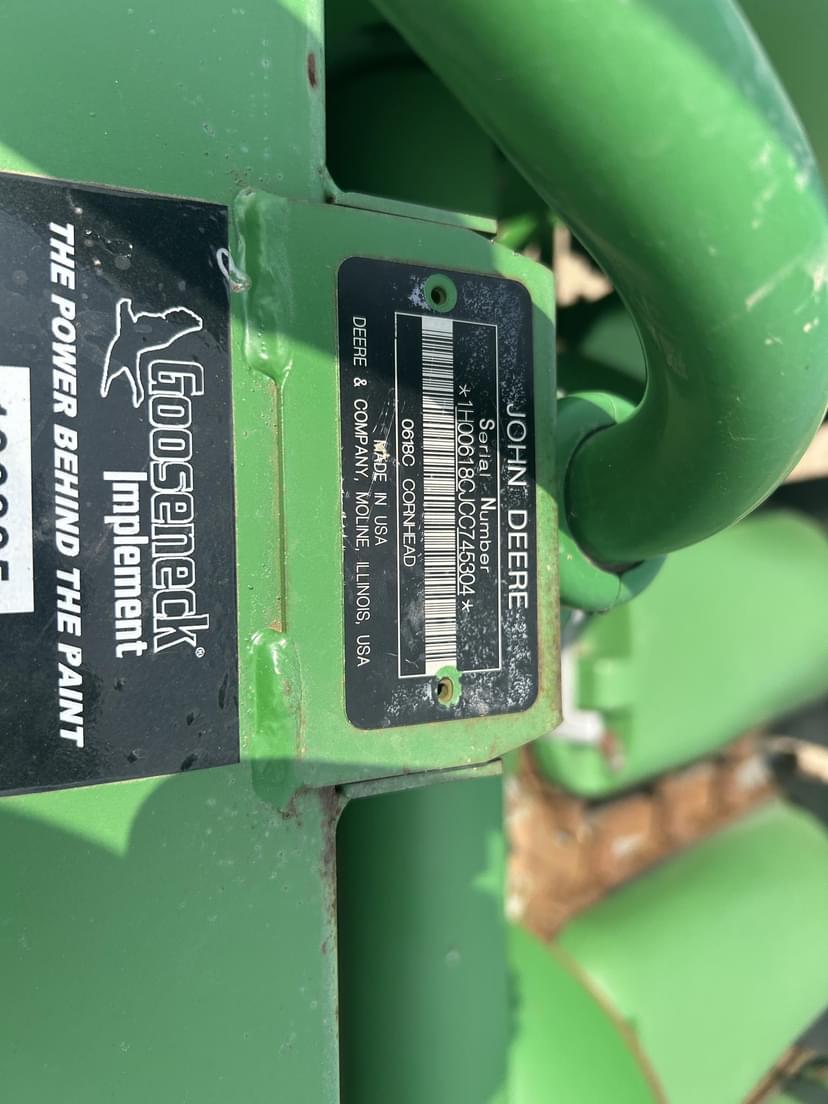 JOHN DEERE
Serial Number
*1H00618CJCC745304*
0618C CORNHEAD
MADE IN USA
DEERE & COMPANY, MOLINE, ILLINOIS, USA
Gooseneck®
Implement
THE POWER BEHIND THE PAINT